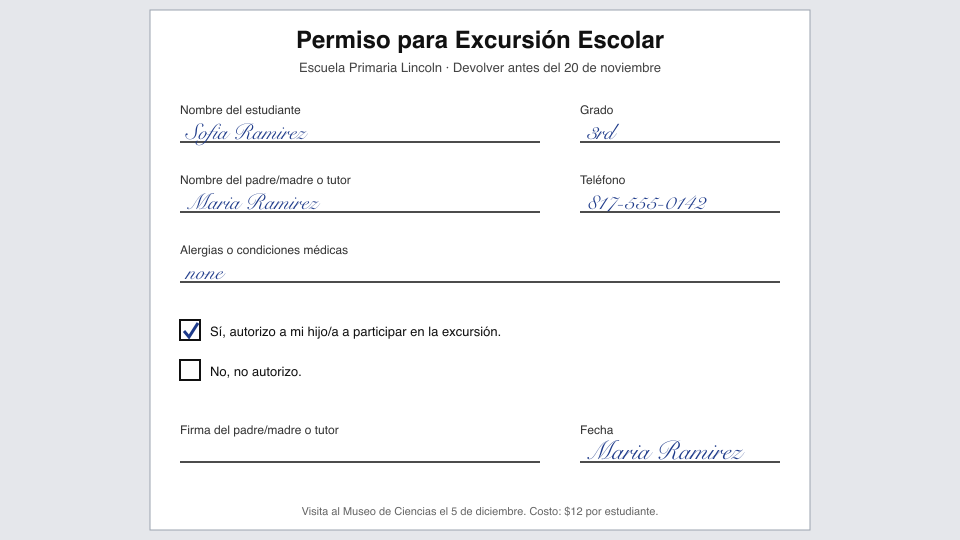 Permiso para Excursión Escolar
Escuela Primaria Lincoln · Devolver antes del 20 de noviembre
Nombre del estudiante
Grado
Sofia Ramirez
3rd
Nombre del padre/madre o tutor
Teléfono
Maria Ramirez
817-555-0142
Alergias o condiciones médicas
none
Sí, autorizo a mi hijo/a a participar en la excursión.
No, no autorizo.
Firma del padre/madre o tutor
Fecha
Maria Ramirez
Visita al Museo de Ciencias el 5 de diciembre. Costo: $12 por estudiante.